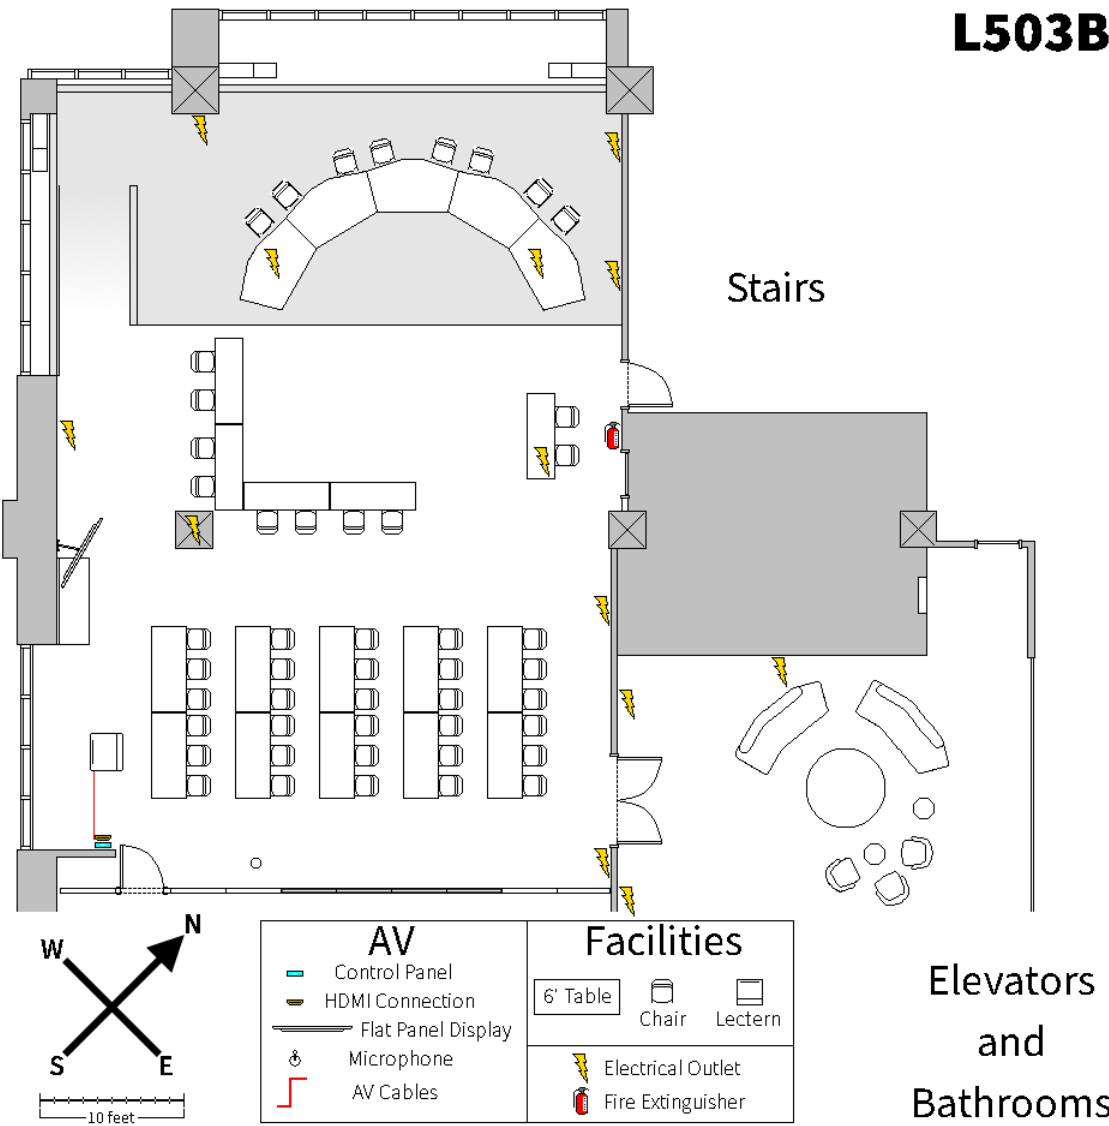 L503B
Stairs
N
W
S
E
10 feet
AV
Control Panel
HDMI Connection
Flat Panel Display
Microphone
AV Cables
Facilities
6' Table
Chair
Lectern
Electrical Outlet
Fire Extinguisher
Elevators
and
Bathrooms